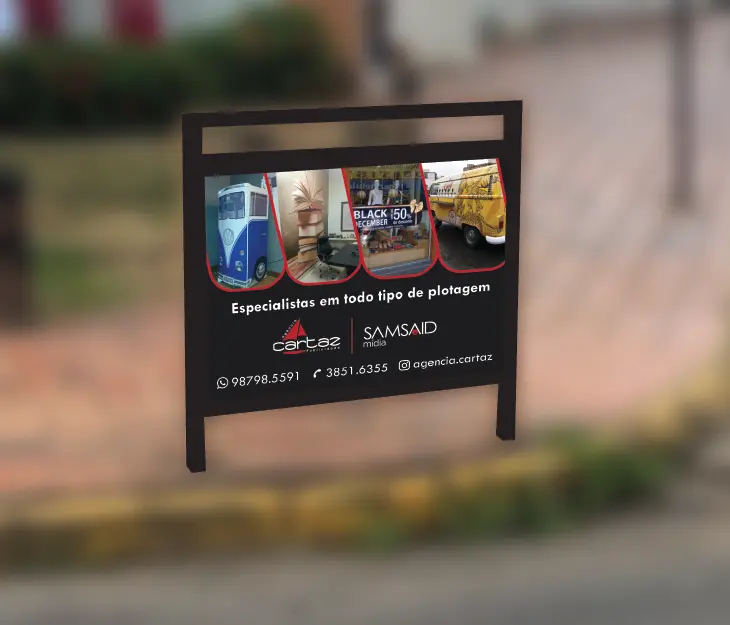 BLACK
DECEMBER
50%
Especialistas em todo tipo de plotagem
cartaz
SAMSAID
mídia
98798.5591
3851.6355
agencia.cartaz